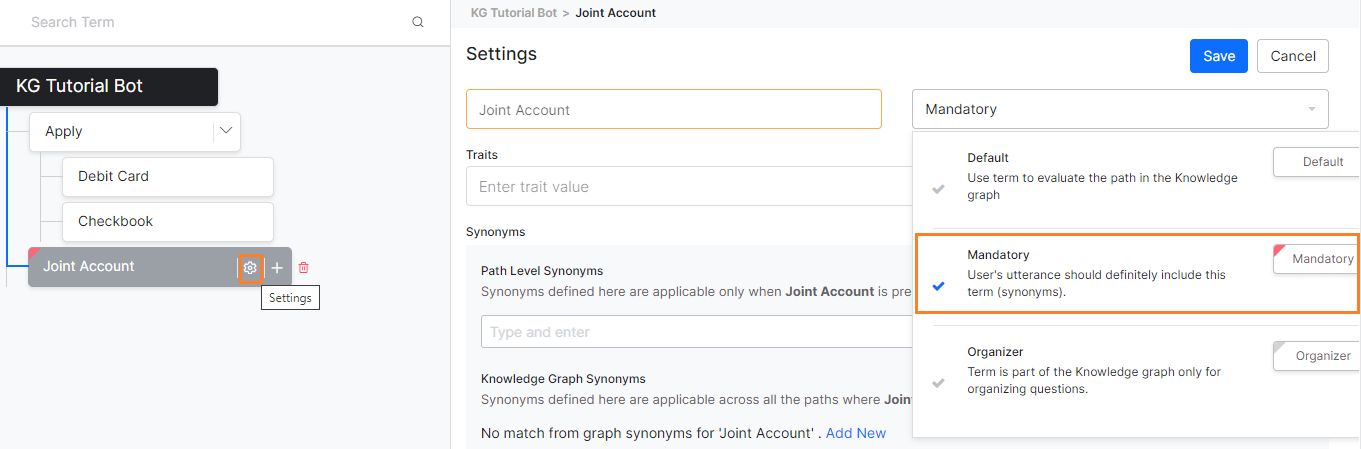 Search Term
KG Tutorial Bot
Apply
Debit Card
Checkbook
Joint Account
Settings
KG Tutorial Bot > Joint Account
Settings
Save
Cancel
Joint Account
Mandatory
Traits
Enter trait value
Synonyms
Path Level Synonyms
Synonyms defined here are applicable only when Joint Account is pre
Type and enter
Knowledge Graph Synonyms
Synonyms defined here are applicable across all the paths where Joint
No match from graph synonyms for 'Joint Account' . Add New
Default
Use term to evaluate the path in the Knowledge
graph
Default
Mandatory
User's utterance should definitely include this
term (synonyms).
Mandatory
Organizer
Term is part of the Knowledge graph only for
organizing questions.
Organizer